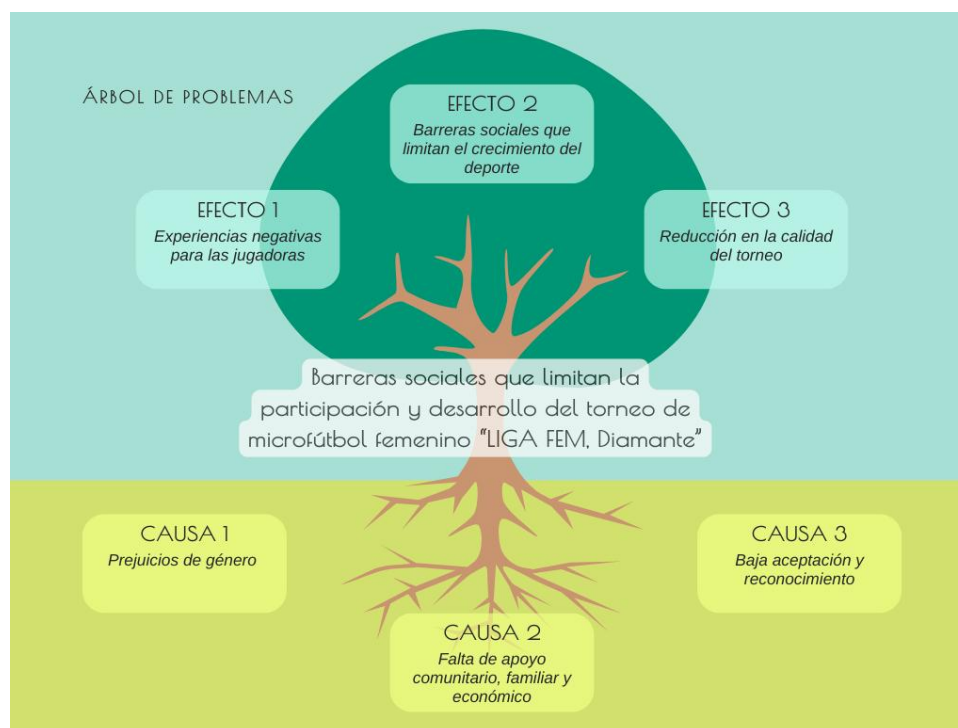 ÁRBOL DE PROBLEMAS
EFECTO 2
Barreras sociales que
limitan el crecimiento del
deporte
EFECTO 1
Experiencias negativas
para las jugadoras
EFECTO 3
Reducción en la calidad
del torneo
Barreras sociales que limitan la
participación y desarrollo del torneo de
microfútbol femenino “LIGA FEM, Diamante”
CAUSA 1
Prejuicios de género
CAUSA 3
Baja aceptación y
reconocimiento
CAUSA 2
Falta de apoyo
comunitario, familiar y
económico